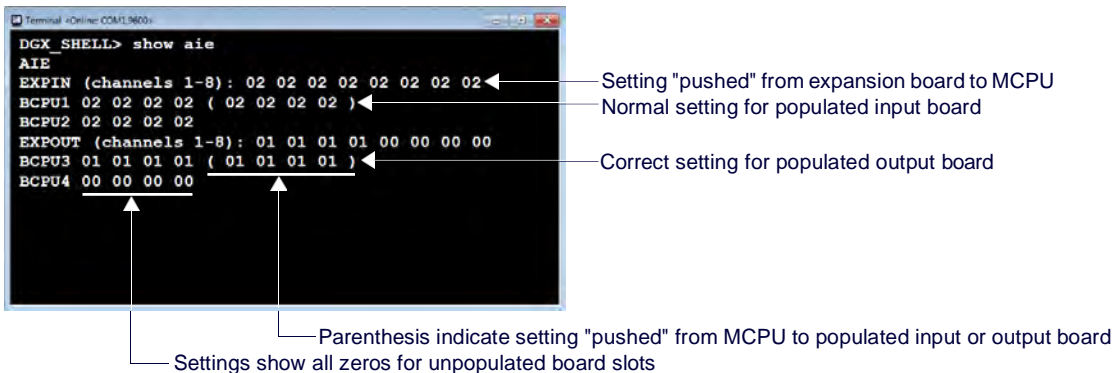 Terminal <Online: COM1,9600>
DGX_SHELL> show aie
AIE
EXPIN (channels 1-8): 02 02 02 02 02 02 02 02
Setting "pushed" from expansion board to MCPU
BCPU1 02 02 02 02 ( 02 02 02 02 )
Normal setting for populated input board
BCPU2 02 02 02 02
EXPOUT (channels 1-8): 01 01 01 01 00 00 00 00
BCPU3 01 01 01 01 ( 01 01 01 01 )
Correct setting for populated output board
BCPU4 00 00 00 00
Parenthesis indicate setting "pushed" from MCPU to populated input or output board
Settings show all zeros for unpopulated board slots